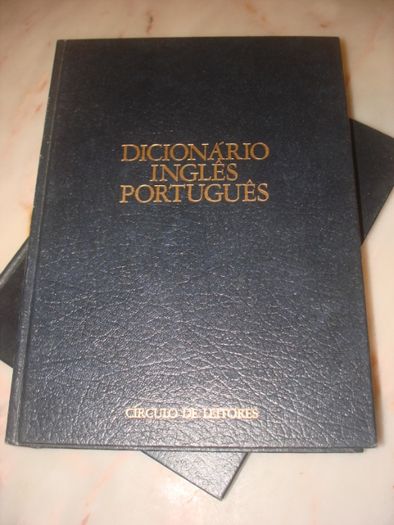 DICIONÁRIO
INGLÊS
PORTUGUÊS
CÍRCULO DE LEITORES